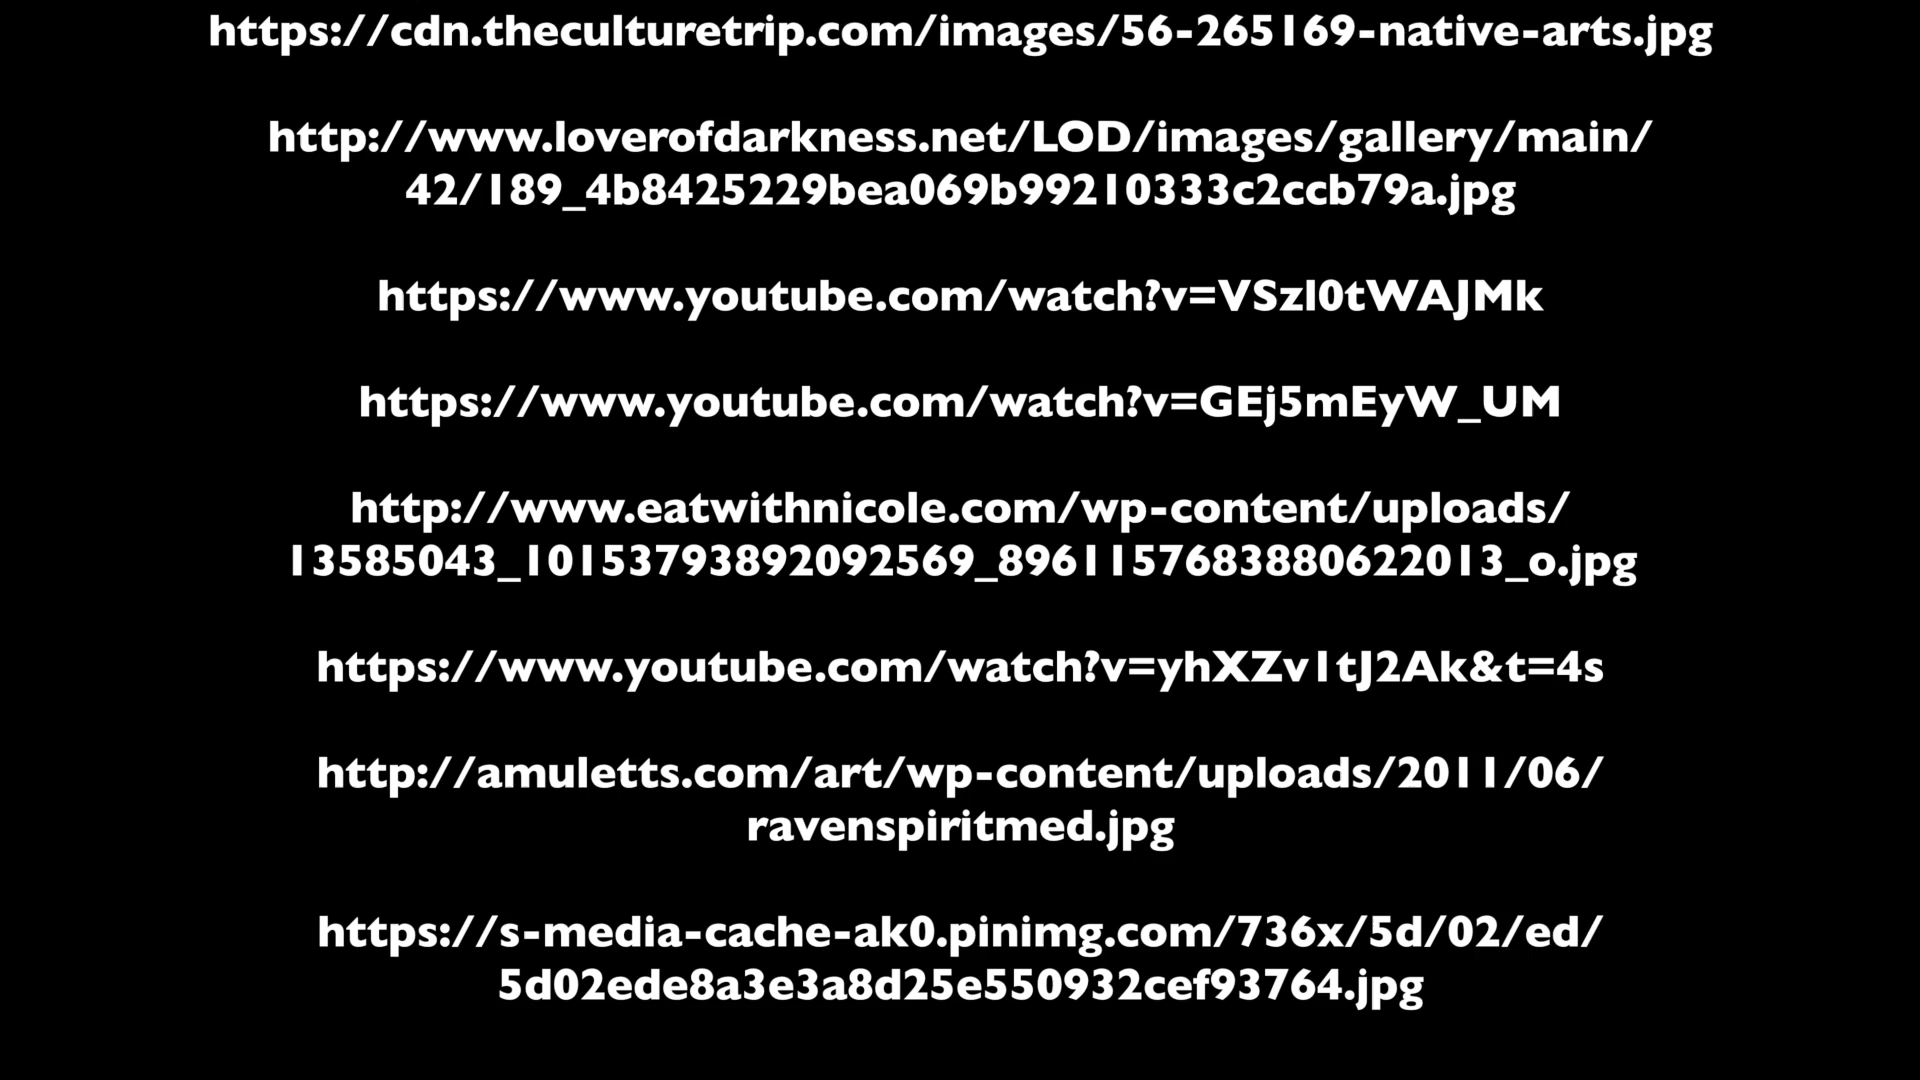 https://cdn.theculturetrip.com/images/56-265169-native-arts.jpg
http://www.loverofdarkness.net/LOD/images/gallery/main/
42/189_4b8425229bea069b99210333c2ccb79a.jpg
https://www.youtube.com/watch?v=VSzl0tWAJMk
https://www.youtube.com/watch?v=GEj5mEyW_UM
http://www.eatwithnicole.com/wp-content/uploads/
13585043_10153793892092569_8961157683880622013_o.jpg
https://www.youtube.com/watch?v=yhXZv1tJ2Ak&t=4s
http://amuletts.com/art/wp-content/uploads/2011/06/
ravenspiritmed.jpg
https://s-media-cache-ak0.pinimg.com/736x/5d/02/ed/
5d02ede8a3e3a8d25e550932cef93764.jpg